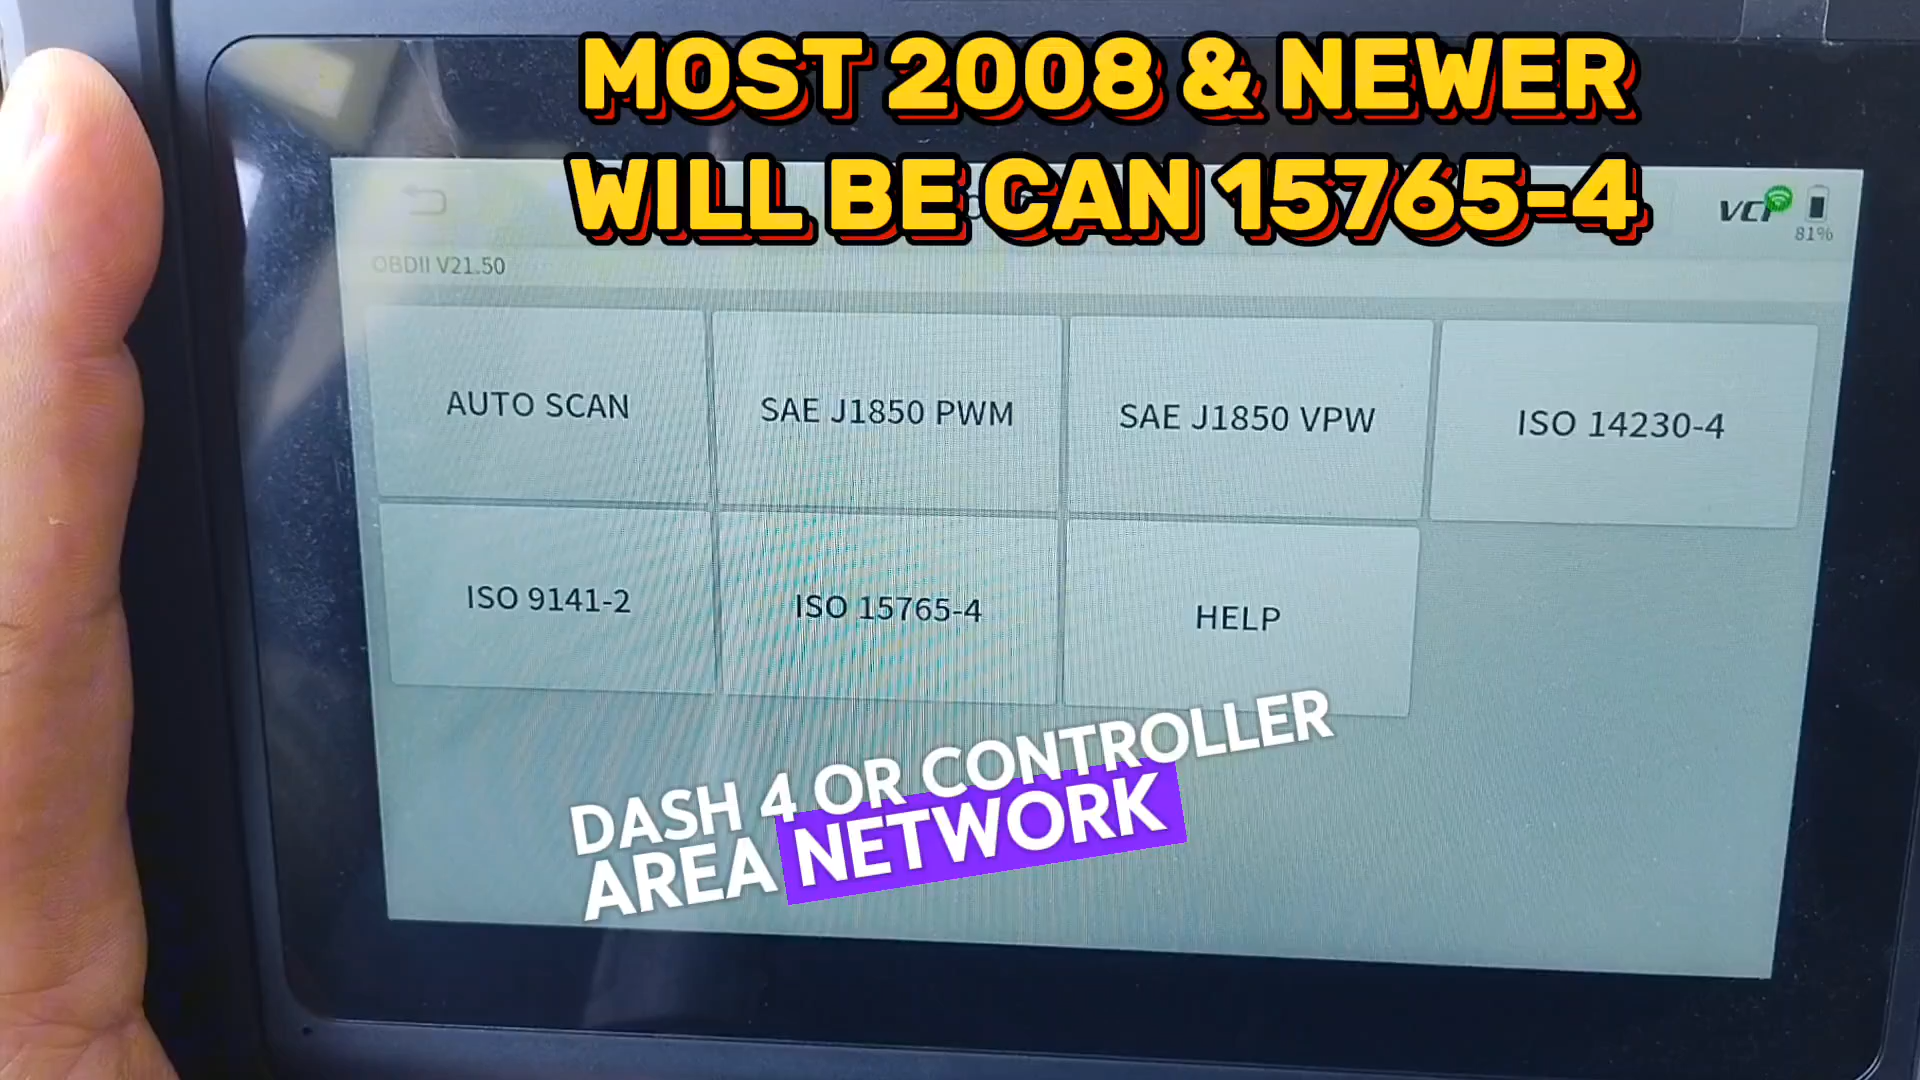 MOST 2008 & NEWER
WILL BE CAN 15765-4
VCI
81%
OBDII V21.50
AUTO SCAN
SAE J1850 PWM
SAE J1850 VPW
ISO 14230-4
ISO 9141-2
ISO 15765-4
HELP
DASH 4 OR CONTROLLER
AREA NETWORK